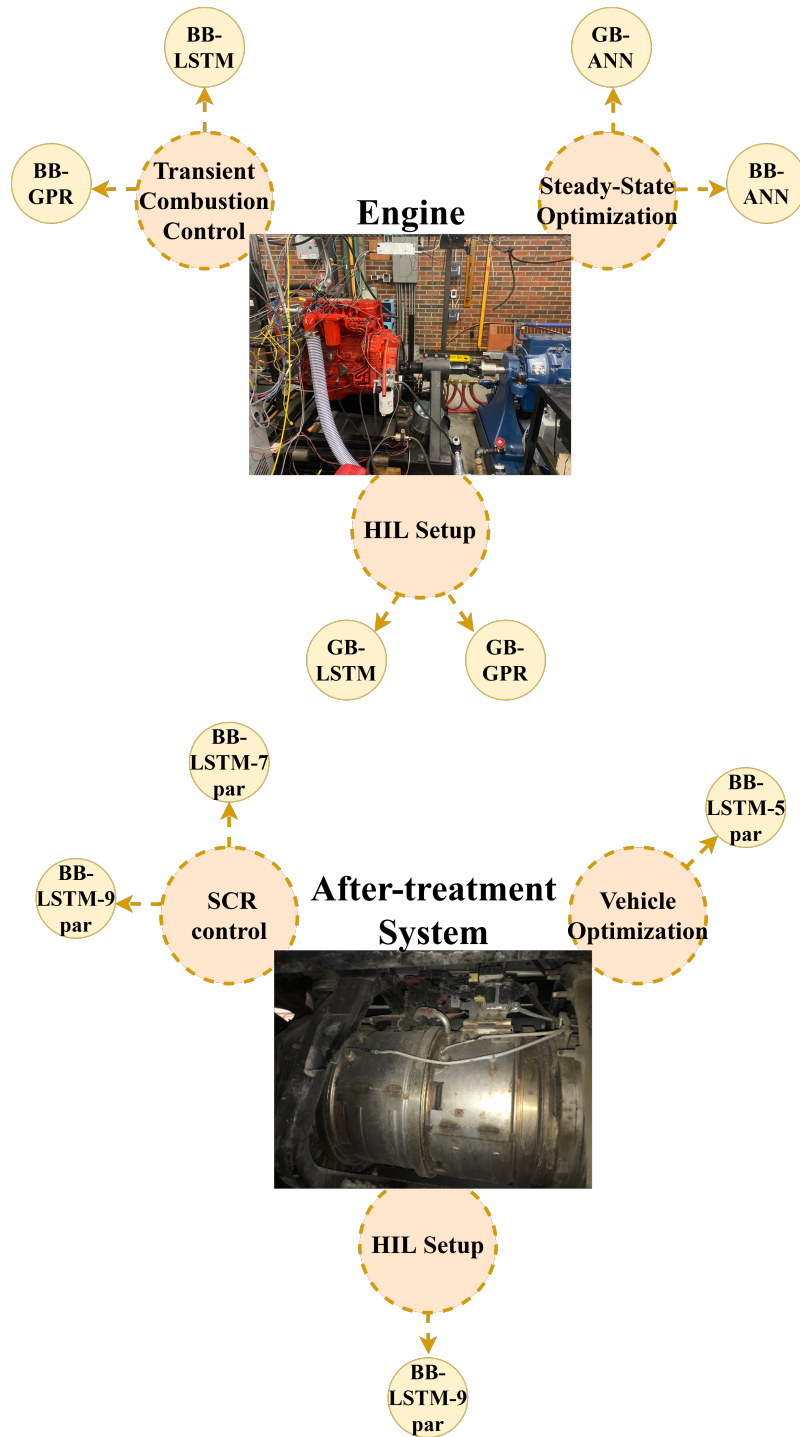 BB-
LSTM
GB-
ANN
BB-
GPR
Transient
Combustion
Control
Steady-State
Optimization
BB-
ANN
Engine
HIL Setup
GB-
LSTM
GB-
GPR
BB-
LSTM-7
par
BB-
LSTM-5
par
BB-
LSTM-9
par
SCR
control
After-treatment
System
Vehicle
Optimization
HIL Setup
BB-
LSTM-9
par